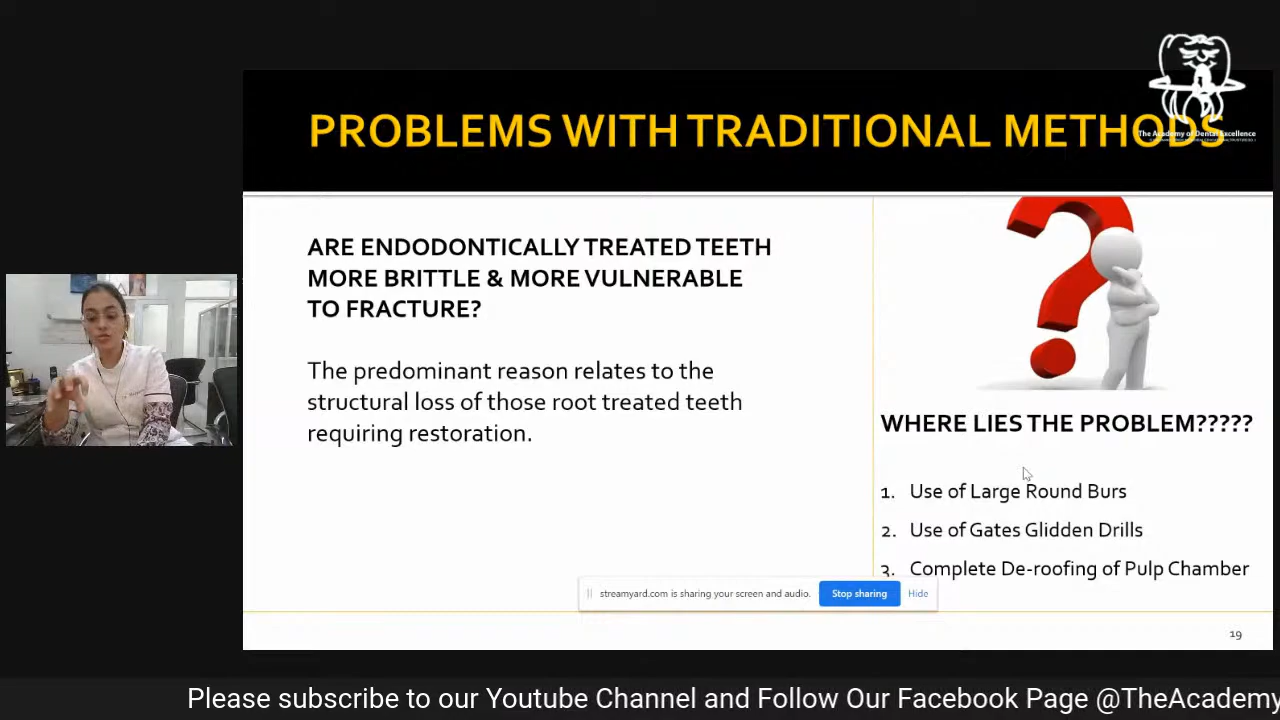 PROBLEMS WITH TRADITIONAL METHODS
The Academy of Dental Excellence
ARE ENDODONTICALLY TREATED TEETH
MORE BRITTLE & MORE VULNERABLE
TO FRACTURE?
The predominant reason relates to the
structural loss of those root treated teeth
requiring restoration.
WHERE LIES THE PROBLEM?????
1. Use of Large Round Burs
2. Use of Gates Glidden Drills
3. Complete De-roofing of Pulp Chamber
streamyard.com is sharing your screen and audio. Stop sharing Hide
19
Please subscribe to our Youtube Channel and Follow Our Facebook Page @TheAcademy